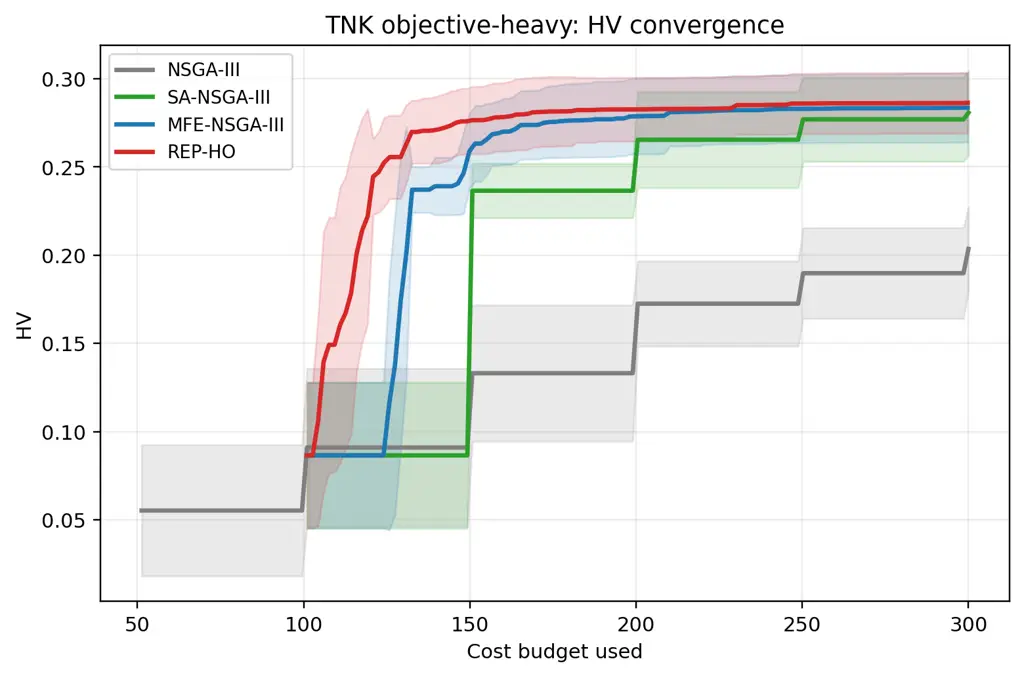 TNK objective-heavy: HV convergence
NSGA-III
SA-NSGA-III
MFE-NSGA-III
REP-HO
HV
0.30
0.25
0.20
0.15
0.10
0.05
50
100
150
200
250
300
Cost budget used